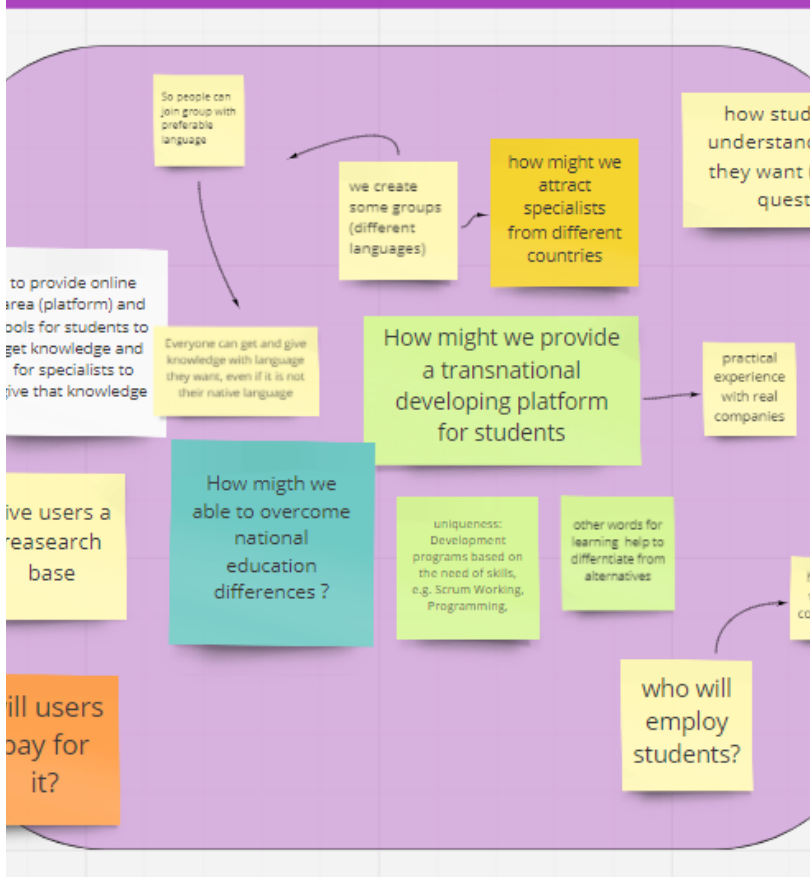 So people can
join group with
preferable
language
we create
some groups
(different
languages)
how might we
attract
specialists
from different
countries
how
understand
they want
to provide online
(platform) and
for students to
get knowledge and
for specialists to
give that knowledge
Everyone can get and give
knowledge with language
they want, even if it is not
their native language
How might we provide
a transnational
developing platform
for students
practical
experience
with real
companies
How migth we
able to overcome
national
education
differences ?
uniqueness:
Development
programs based on
the need of skills,
e.g. Scrum Working,
Programming,
other words for
learning help to
differntiate from
alternatives
users a
reasearch
base
users
pay for
it?
who will
employ
students?